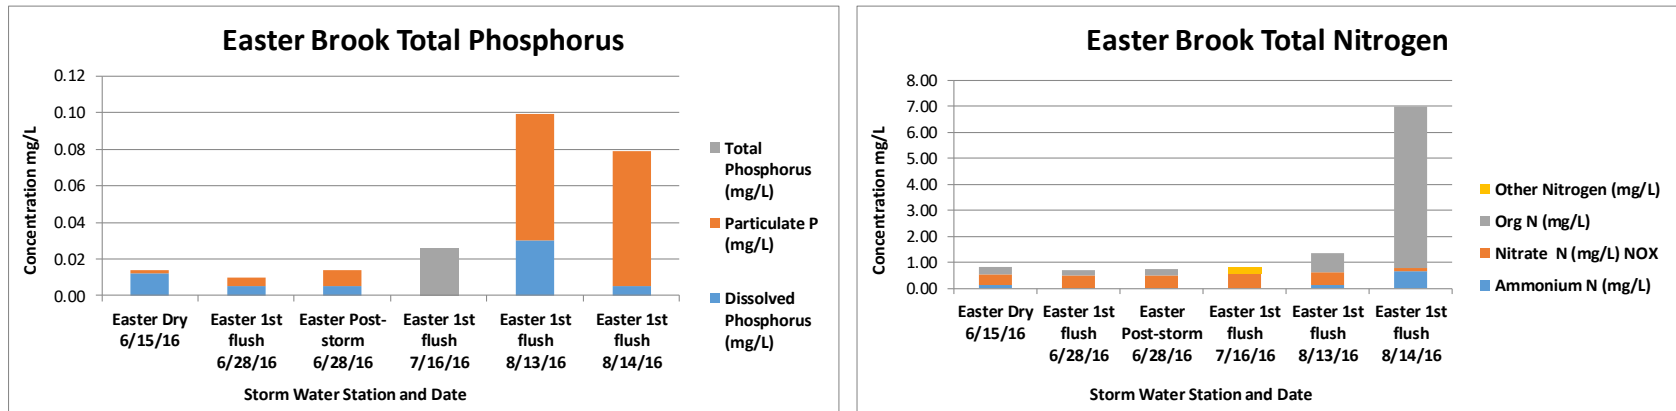 Easter Brook Total Phosphorus
Concentration mg/L
0.12
0.10
0.08
0.06
0.04
0.02
0.00
Easter Dry
6/15/16
Easter 1st
flush
6/28/16
Easter Post-
storm
6/28/16
Easter 1st
flush
7/16/16
Easter 1st
flush
8/13/16
Easter 1st
flush
8/14/16
Storm Water Station and Date
Total
Phosphorus
(mg/L)
Particulate P
(mg/L)
Dissolved
Phosphorus
(mg/L)
Easter Brook Total Nitrogen
Concentration mg/L
8.00
7.00
6.00
5.00
4.00
3.00
2.00
1.00
0.00
Easter Dry
6/15/16
Easter 1st
flush
6/28/16
Easter
Post-storm
6/28/16
Easter 1st
flush
7/16/16
Easter 1st
flush
8/13/16
Easter 1st
flush
8/14/16
Storm Water Station and Date
Other Nitrogen (mg/L)
Org N (mg/L)
Nitrate N (mg/L) NOX
Ammonium N (mg/L)